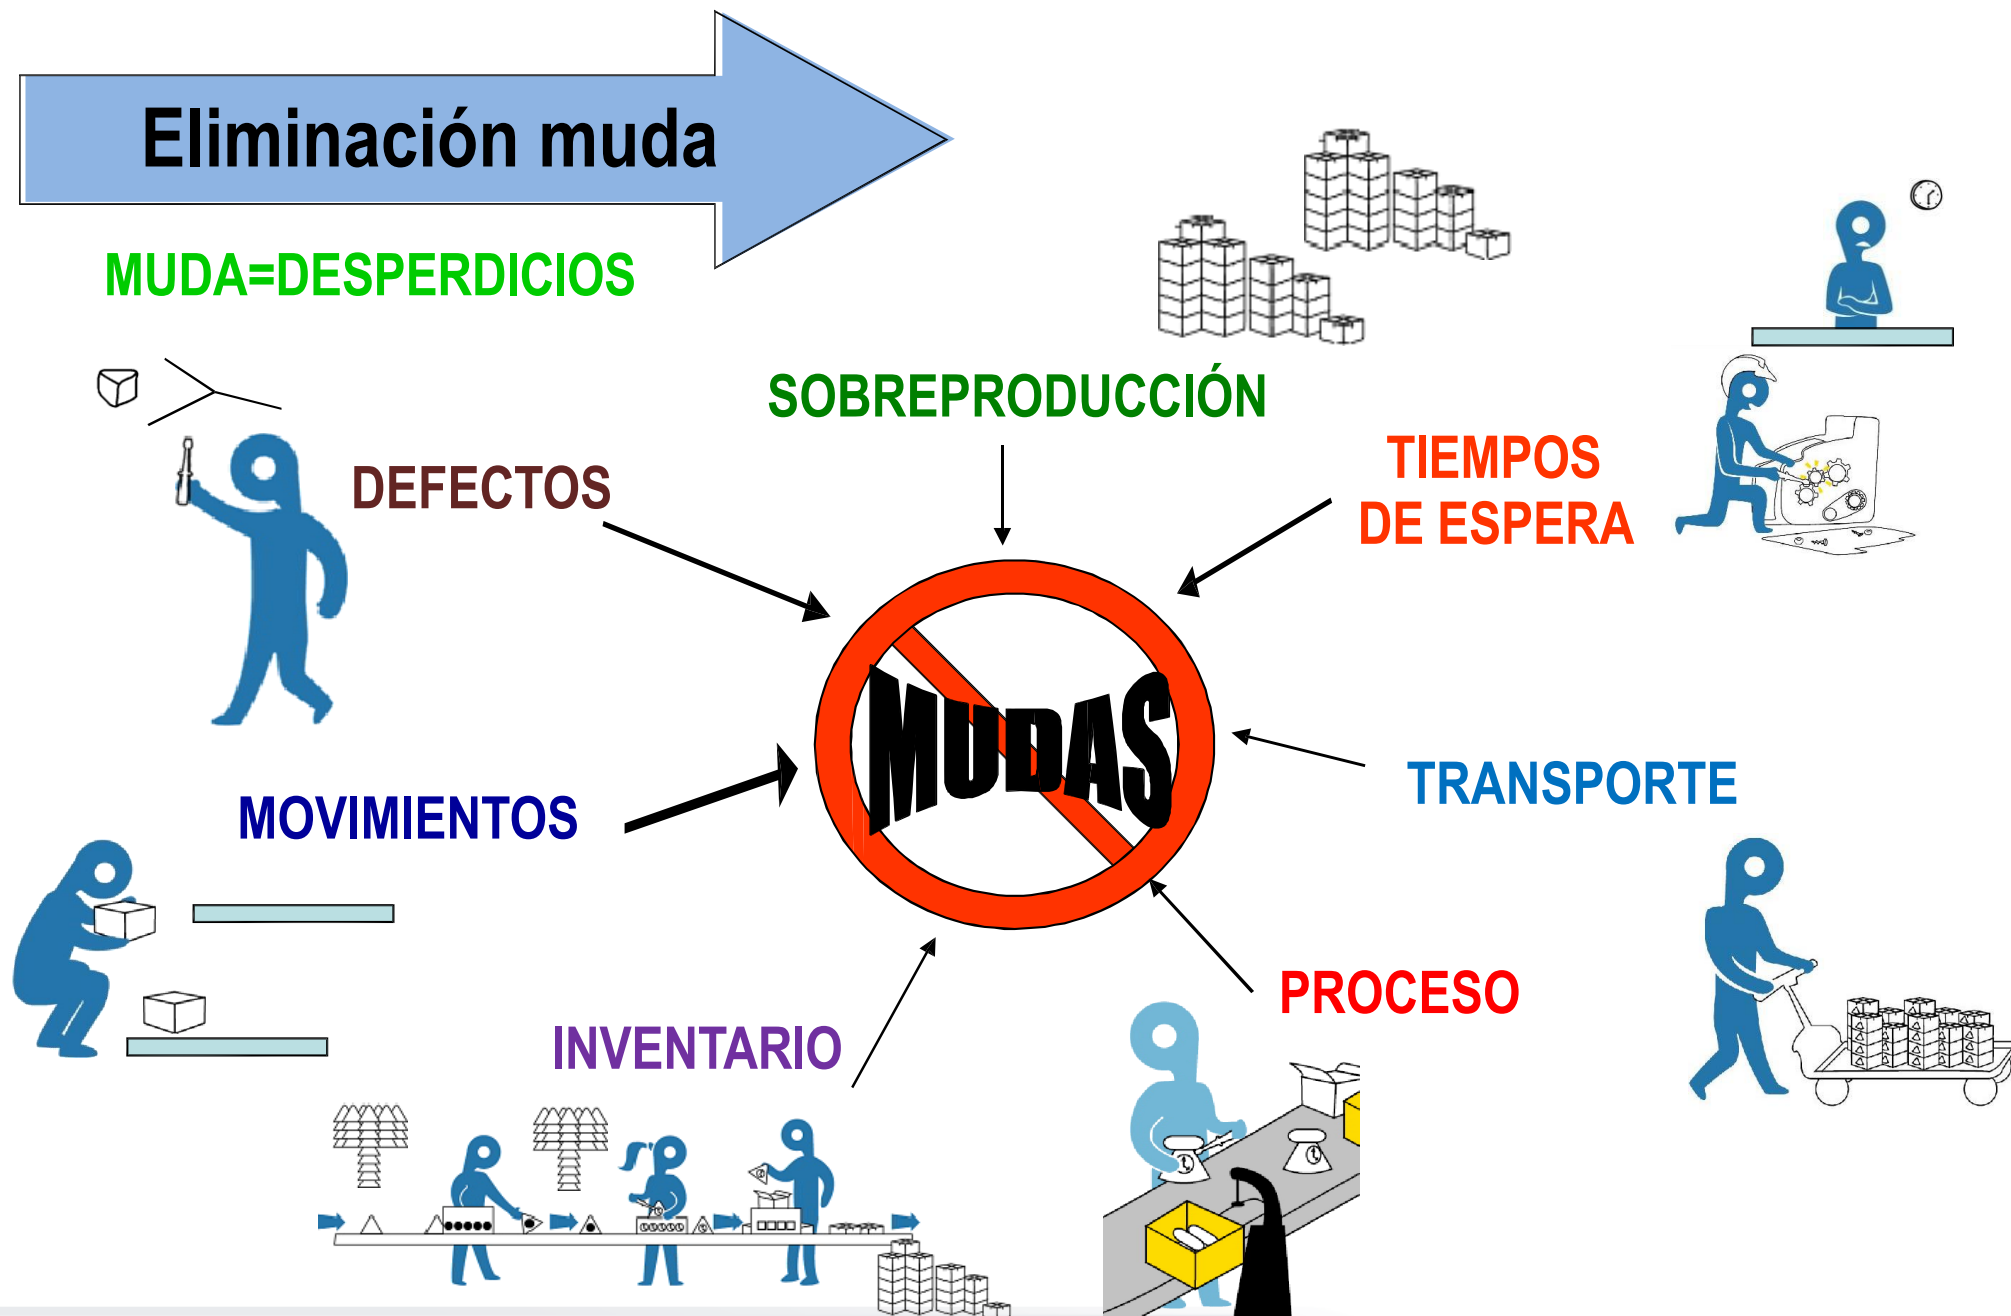 Eliminación muda
MUDA=DESPERDICIOS
SOBREPRODUCCIÓN
DEFECTOS
TIEMPOS
DE ESPERA
MUDAS
MOVIMIENTOS
TRANSPORTE
PROCESO
INVENTARIO